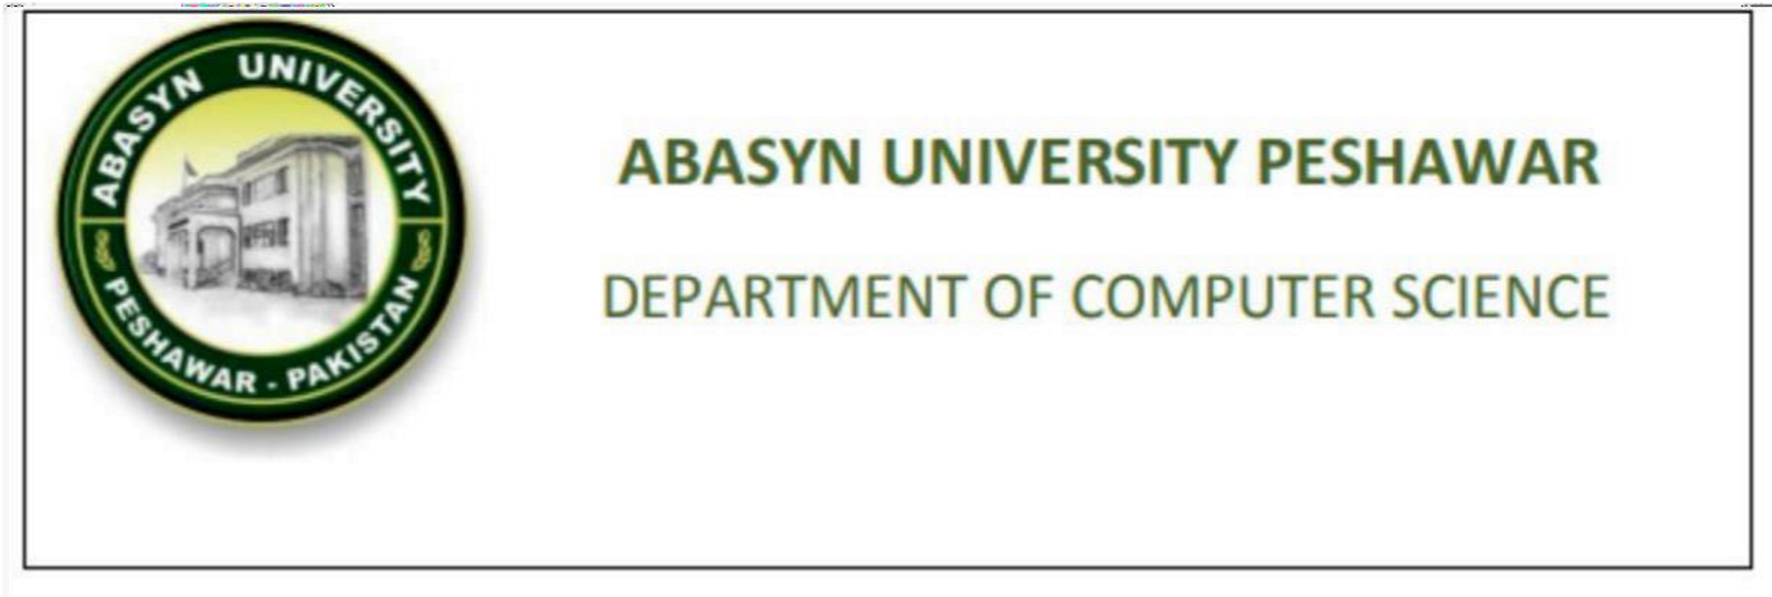 ABASYN UNIVERSITY
PESHAWAR - PAKISTAN
ABASYN UNIVERSITY PESHAWAR
DEPARTMENT OF COMPUTER SCIENCE